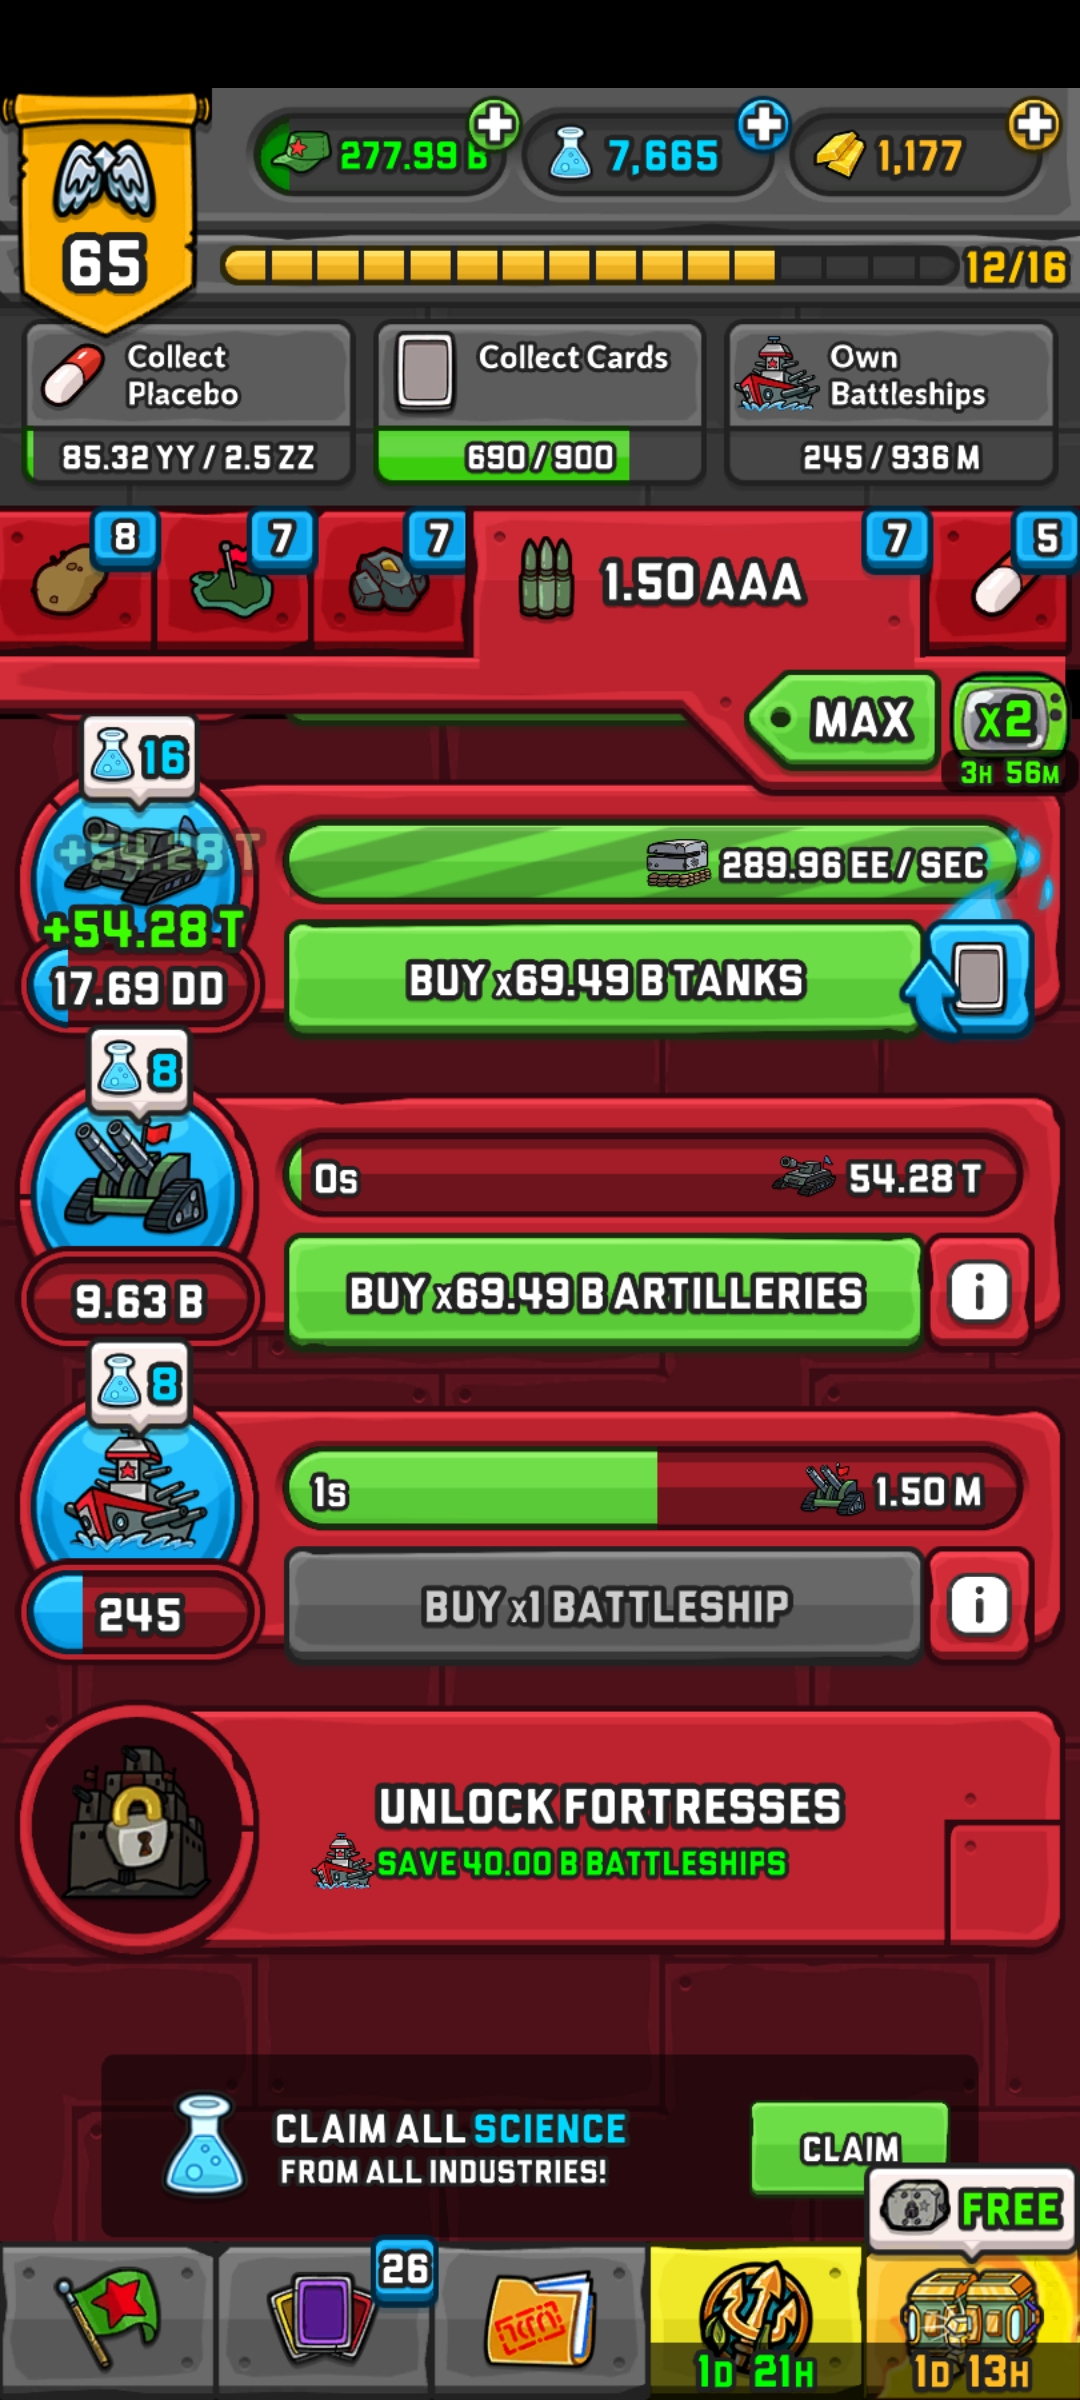 277.99 B
7,665
1,177
65
12/16
Collect
Placebo
Collect Cards
Own
Battleships
85.32 YY / 2.5 ZZ
690/900
245/936 M
8
7
7
1.50 AAA
7
5
MAX
x2
3H 56M
16
+54.28 T
289.96 EE/SEC
+54.28 T
17.69 DD
BUY x69.49 B TANKS
8
0s
54.28 T
9.63 B
BUY x69.49 B ARTILLERIES
i
8
1s
1.50 M
245
BUY x1 BATTLESHIP
i
UNLOCK FORTRESSES
SAVE 40.00 B BATTLESHIPS
CLAIM ALL SCIENCE
FROM ALL INDUSTRIES!
CLAIM
FREE
26
1D 21H
1D 13H